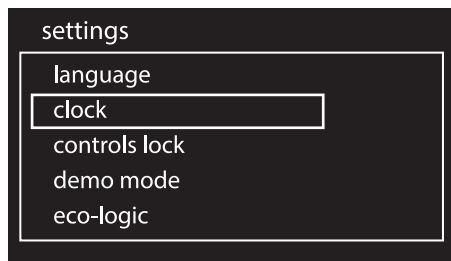 settings
language
clock
controls lock
demo mode
eco-logic